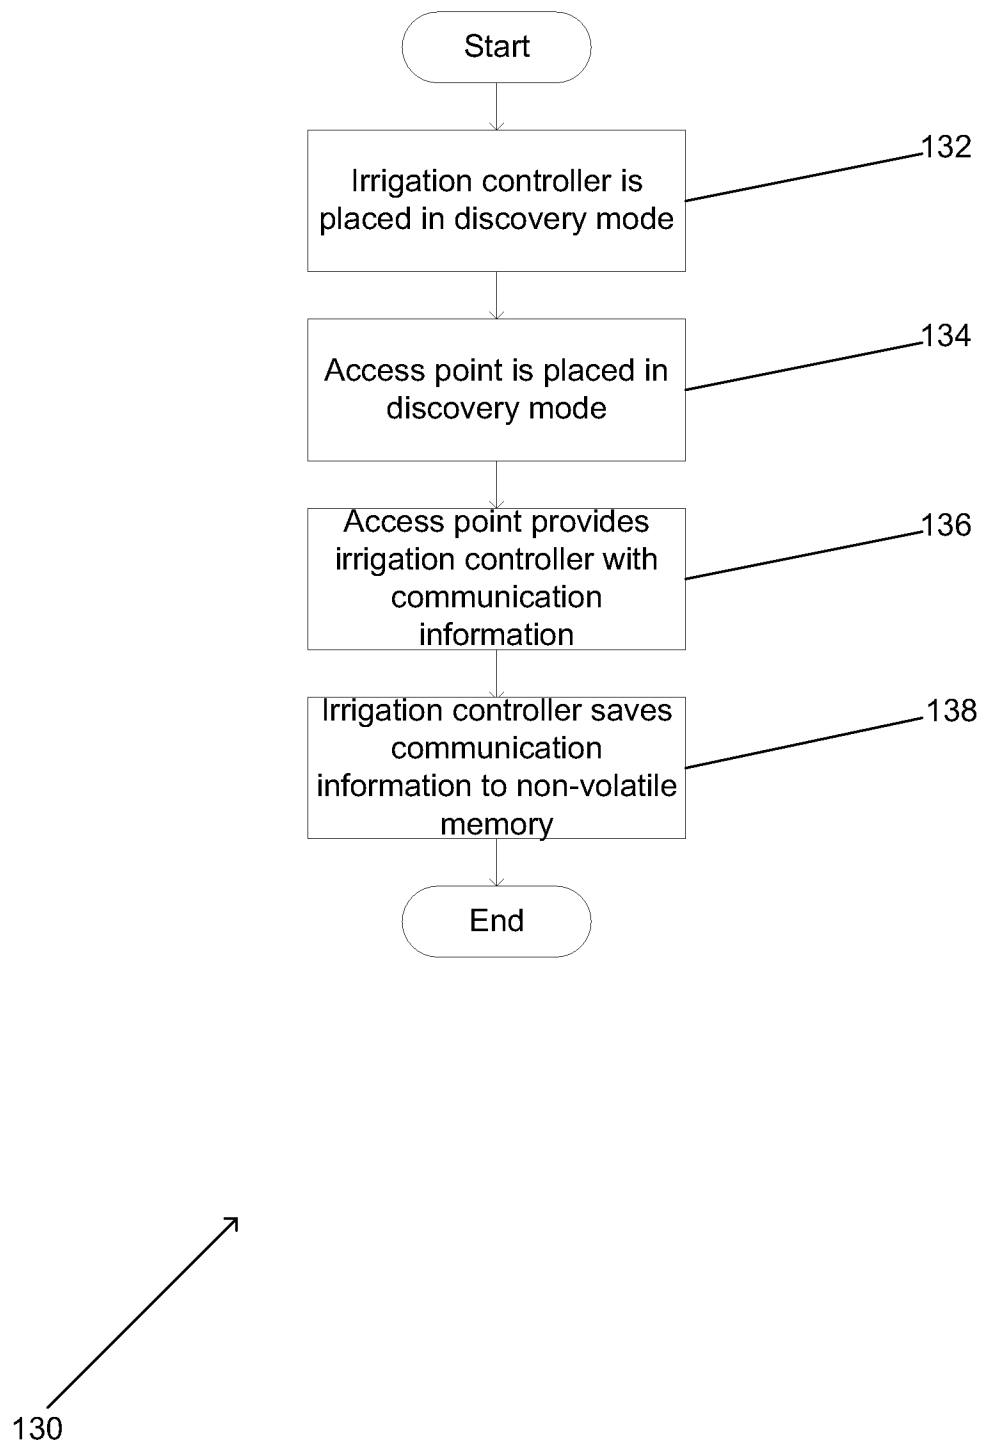 Start
Irrigation controller is
placed in discovery mode
132
Access point is placed in
discovery mode
134
Access point provides
irrigation controller with
communication
information
136
Irrigation controller saves
communication
information to non-volatile
memory
138
End
130